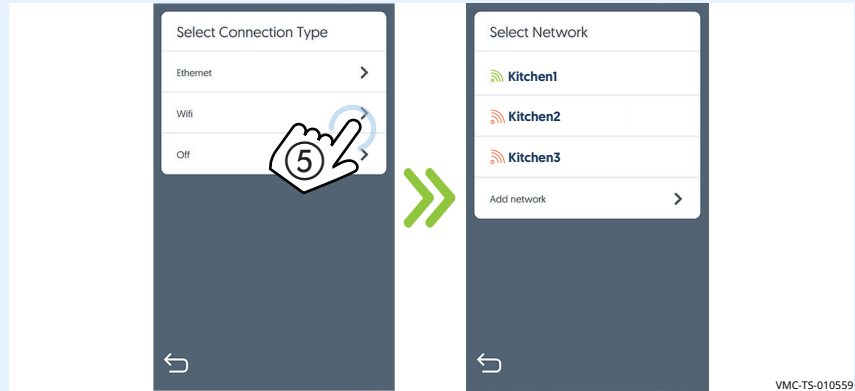 Select Connection Type
Ethernet
Wifi
Off
5
Select Network
Kitchen1
Kitchen2
Kitchen3
Add network
VMC-TS-010559